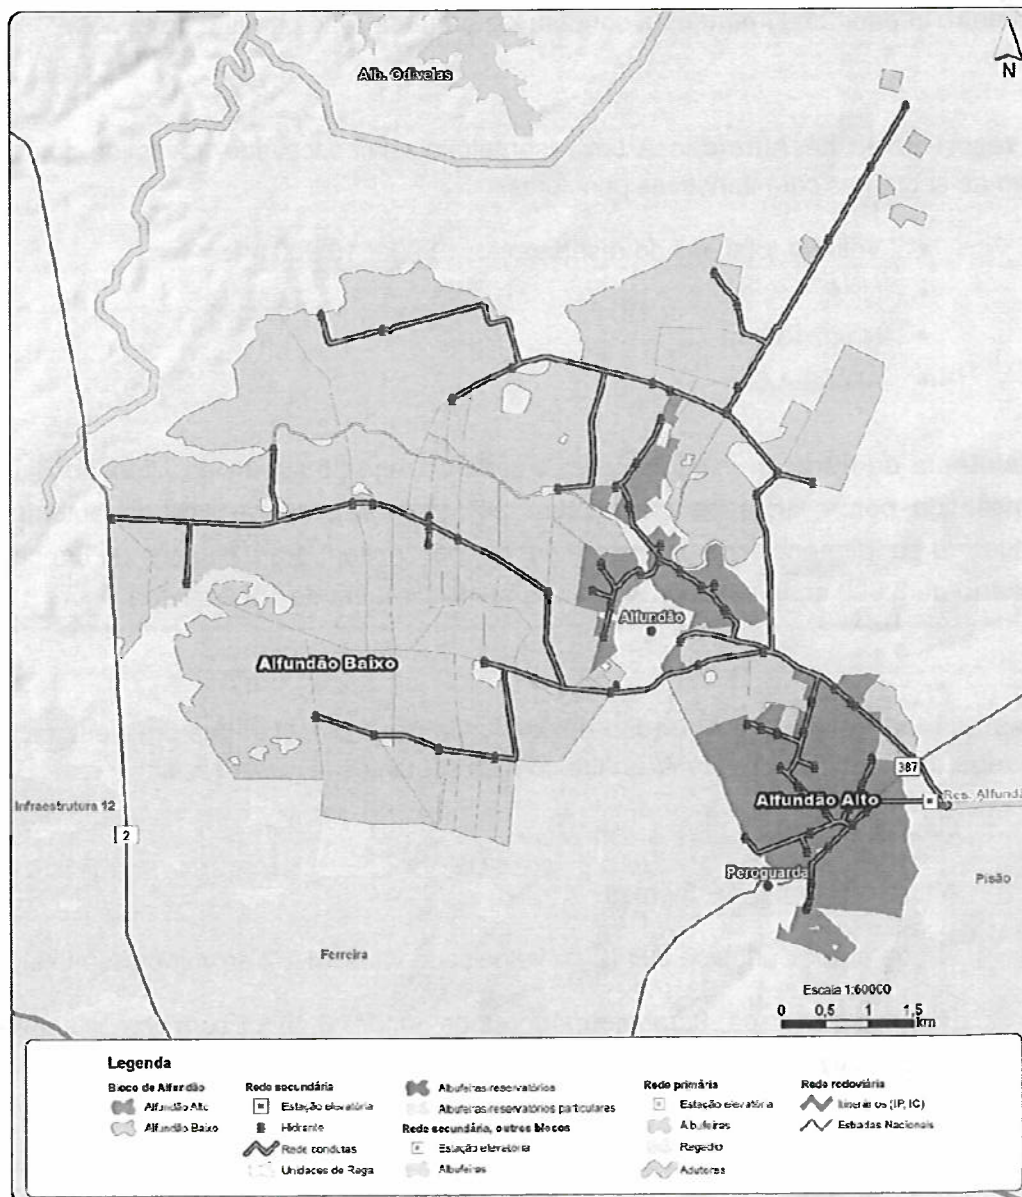 Alb. Odivelas
N
Alfundão
Alfundão Baixo
387
Alfundão Alto
Res. Alfundã
Infraestrutura 12
2
Peroguarda
Pisão
Ferreira
Escala 1:60000
0 0,5 1 1,5
km
Legenda
Bloco de Alfundão
Alfundão Alto
Alfundão Baixo
Rede secundária
Estação elevatória
Hidrante
Rede condutas
Unidades de Rega
Albufeiras reservatórios
Albufeiras reservatórios particulares
Rede secundária, outros blocos
Estação elevatória
Albufeiras
Rede primária
Estação elevatória
Albufeiras
Regadio
Adutores
Rede rodoviária
Itinerários (IP, IC)
Estradas Nacionais